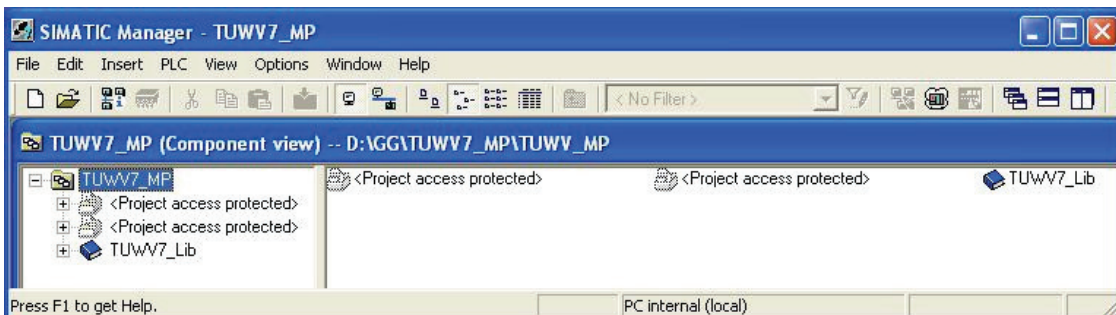 SIMATIC Manager - TUWV7_MP
File Edit Insert PLC View Options Window Help
< No Filter >
TUWV7_MP (Component view) -- D:\GG\TUWV7_MP\TUWV_MP
TUWV7_MP
<Project access protected>
<Project access protected>
TUWV7_Lib
<Project access protected> <Project access protected> TUWV7_Lib
Press F1 to get Help. PC internal (local)